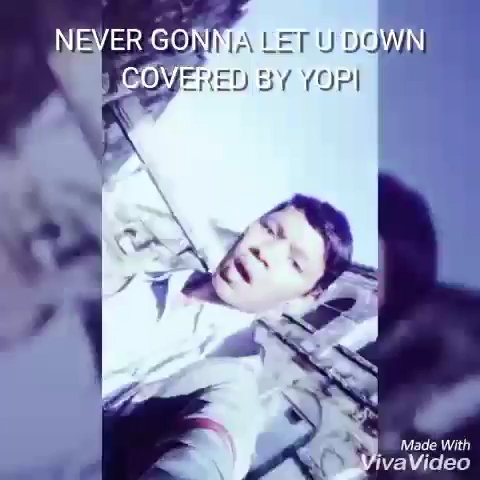 NEVER GONNA LET U DOWN
COVERED BY YOPI
Made With
VivaVideo